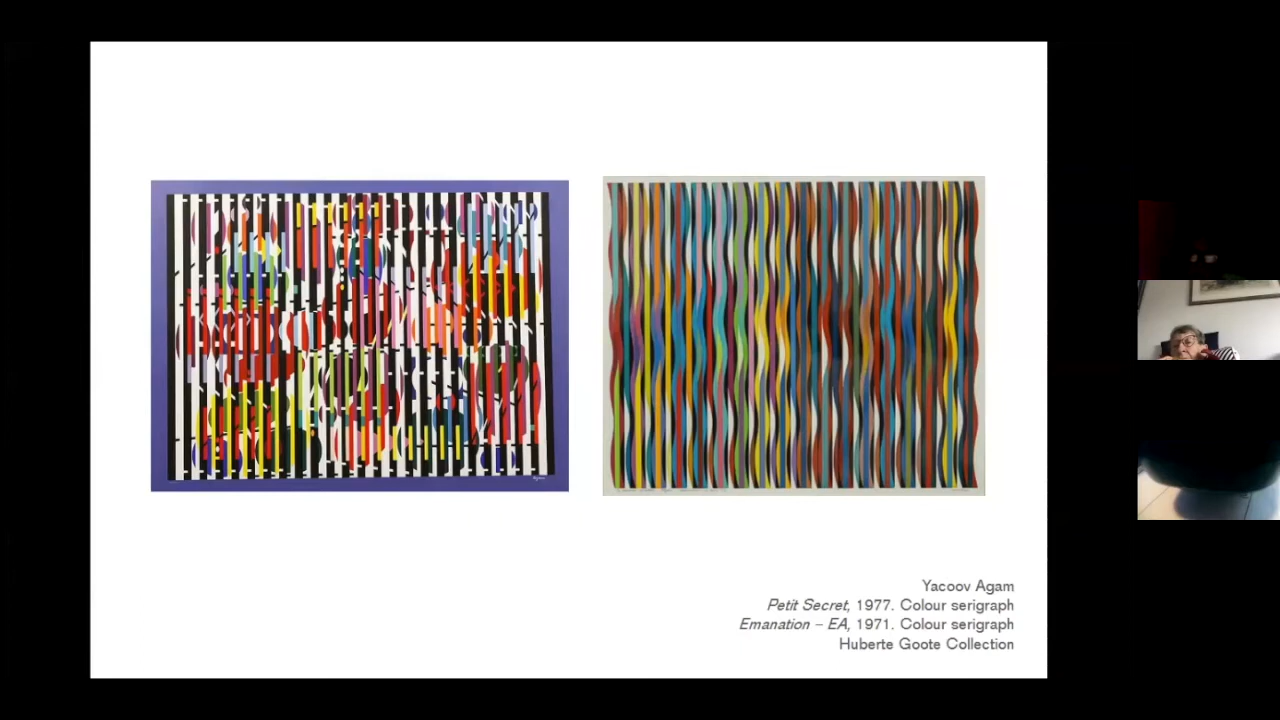 Yacoov Agam
Petit Secret, 1977. Colour serigraph
Emanation – EA, 1971. Colour serigraph
Huberte Goote Collection